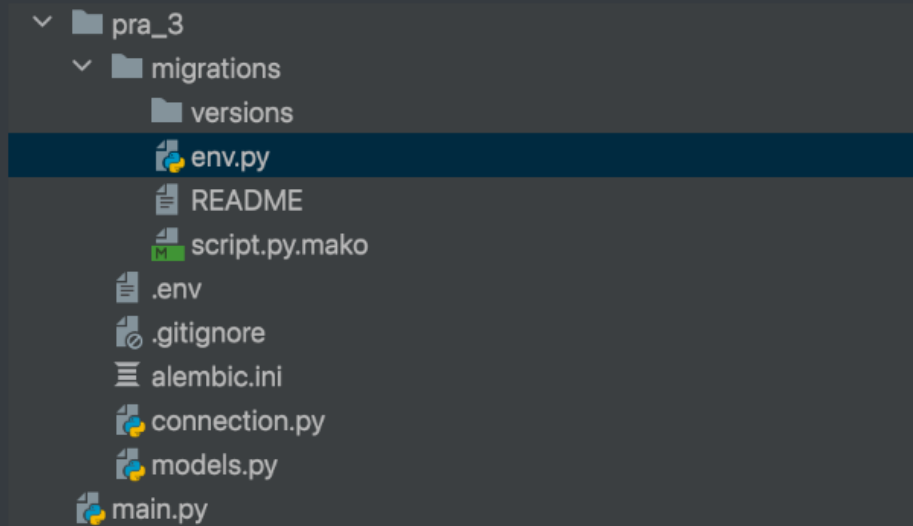 pra_3
migrations
versions
env.py
README
M script.py.mako
.env
.gitignore
alembic.ini
connection.py
models.py
main.py